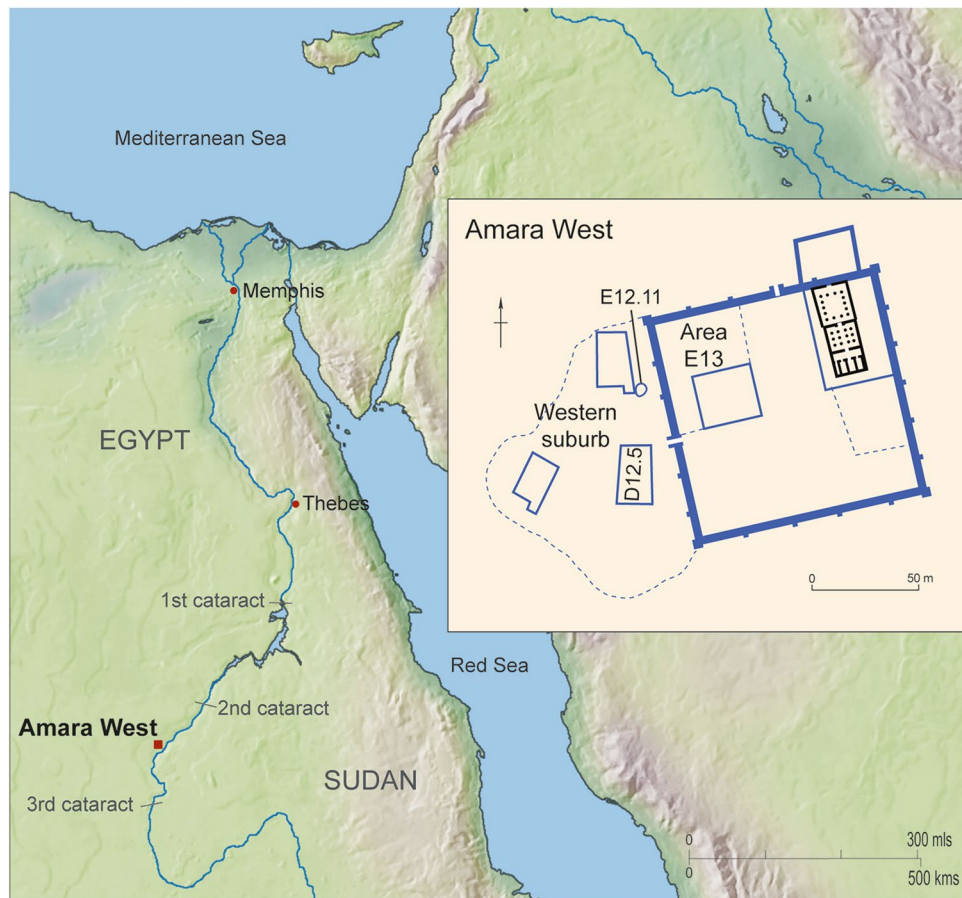 Mediterranean Sea
Amara West
E12.11
Area
E13
Memphis
Western
suburb
EGYPT
D12.5
Thebes
0
50 m
1st cataract
Red Sea
2nd cataract
Amara West
SUDAN
3rd cataract
0
300 mls
0
500 kms